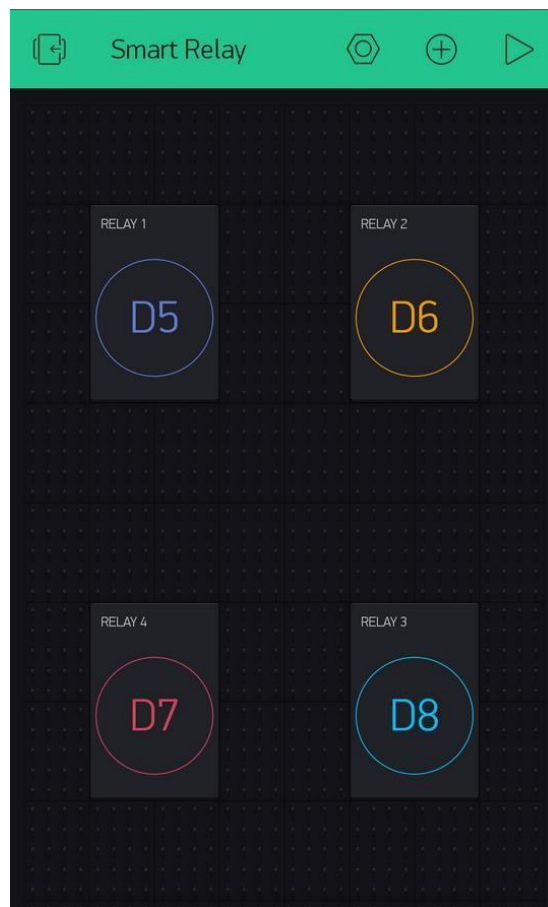 Smart Relay
RELAY 1
RELAY 2
D5
D6
RELAY 4
RELAY 3
D7
D8